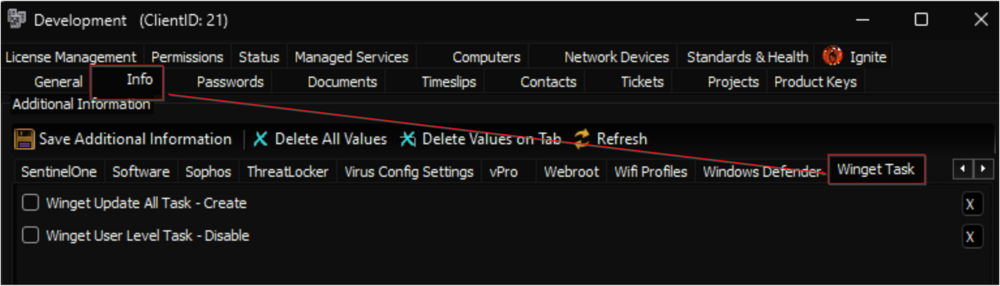 Development (ClientID: 21)
License Management Permissions Status Managed Services Computers Network Devices Standards & Health Ignite
General Info Passwords Documents Timeslips Contacts Tickets Projects Product Keys
Additional Information
Save Additional Information Delete All Values Delete Values on Tab Refresh
SentinelOne Software Sophos ThreatLocker Virus Config Settings vPro Webroot Wifi Profiles Windows Defender Winget Task
Winget Update All Task - Create X
Winget User Level Task - Disable X